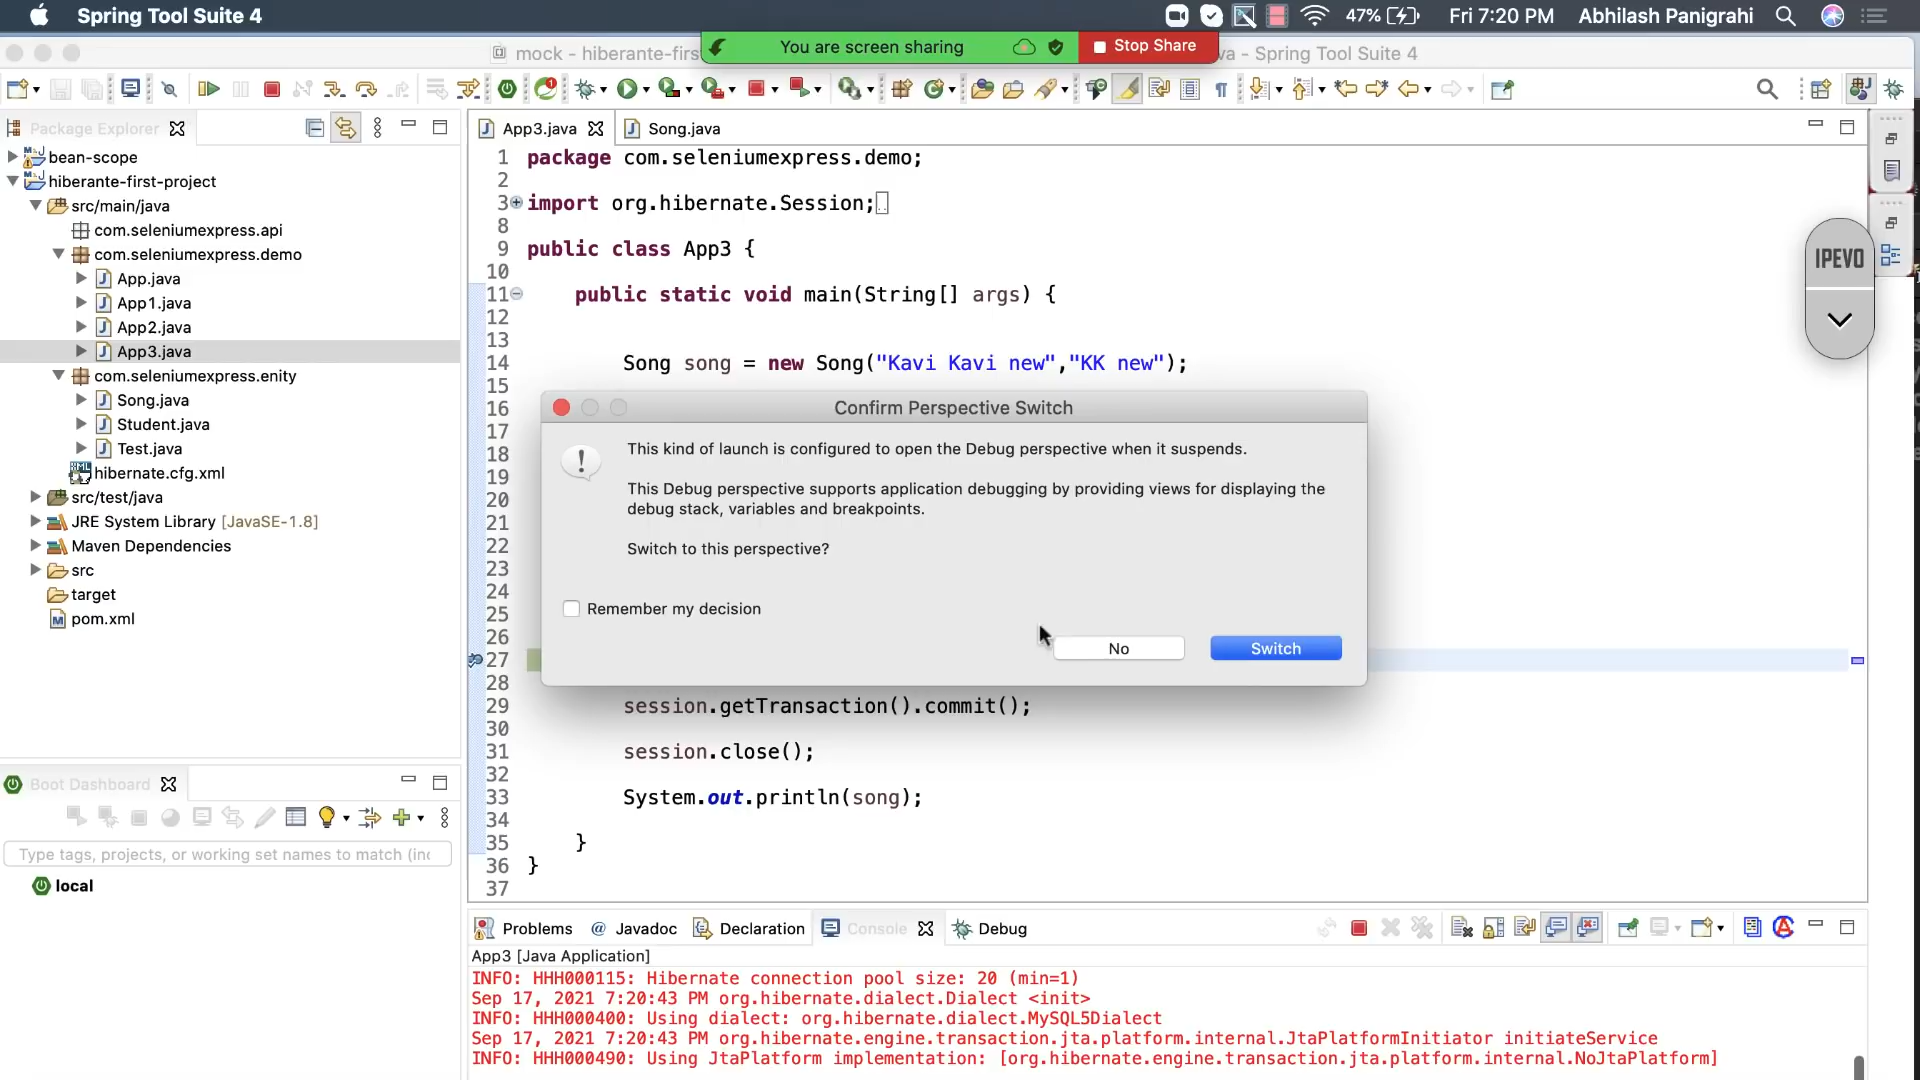 Spring Tool Suite 4
47%
Fri 7:20 PM
Abhilash Panigrahi
mock - hiberante-firs
You are screen sharing
Stop Share
va - Spring Tool Suite 4
Package Explorer
bean-scope
hiberante-first-project
src/main/java
com.seleniumexpress.api
com.seleniumexpress.demo
App.java
App1.java
App2.java
App3.java
com.seleniumexpress.enity
Song.java
Student.java
Test.java
hibernate.cfg.xml
src/test/java
JRE System Library [JavaSE-1.8]
Maven Dependencies
src
target
pom.xml
Boot Dashboard
Type tags, projects, or working set names to match (inc
local
App3.java
Song.java
1 package com.seleniumexpress.demo;
2
3 import org.hibernate.Session;
8
9 public class App3 {
10
11 public static void main(String[] args) {
12
13
14 Song song = new Song("Kavi Kavi new","KK new");
15
16
17
18
19
20
21
22
23
24
25
26
27
28
29 session.getTransaction().commit();
30
31 session.close();
32
33 System.out.println(song);
34
35 }
36 }
37
IPEVO
Confirm Perspective Switch
This kind of launch is configured to open the Debug perspective when it suspends.
This Debug perspective supports application debugging by providing views for displaying the
debug stack, variables and breakpoints.
Switch to this perspective?
Remember my decision
No
Switch
Problems
@ Javadoc
Declaration
Console
Debug
App3 [Java Application]
INFO: HHH000115: Hibernate connection pool size: 20 (min=1)
Sep 17, 2021 7:20:43 PM org.hibernate.dialect.Dialect <init>
INFO: HHH000400: Using dialect: org.hibernate.dialect.MySQL5Dialect
Sep 17, 2021 7:20:43 PM org.hibernate.engine.transaction.jta.platform.internal.JtaPlatformInitiator initiateService
INFO: HHH000490: Using JtaPlatform implementation: [org.hibernate.engine.transaction.jta.platform.internal.NoJtaPlatform]